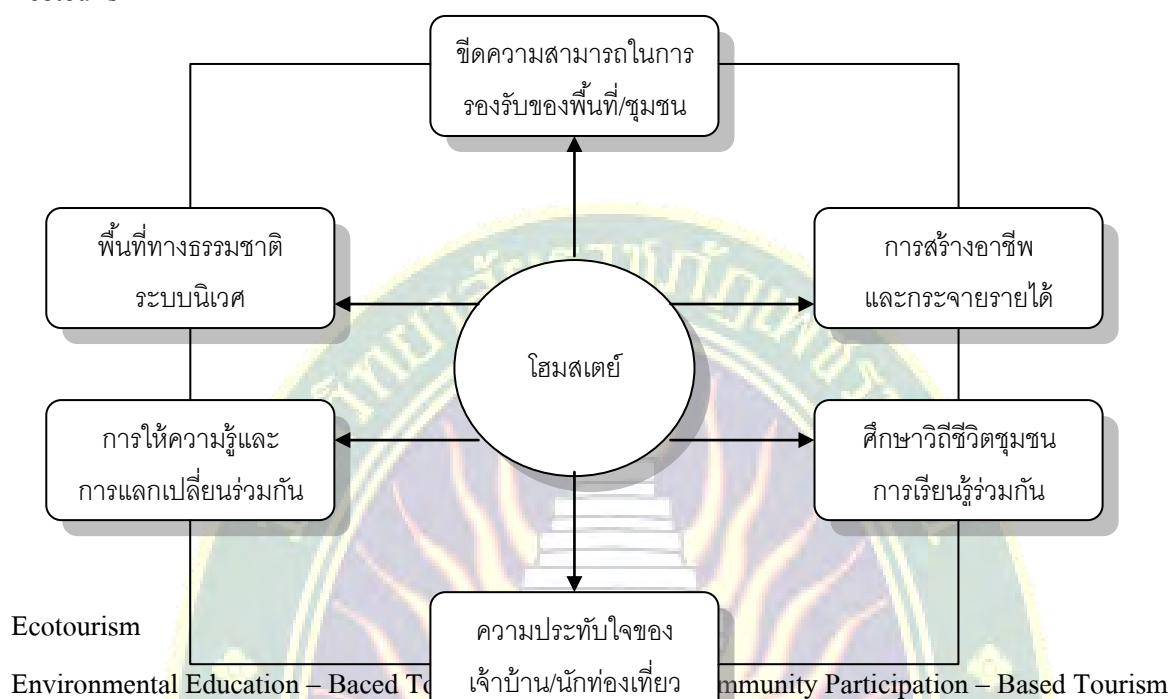 ขีดความสามารถในการ
รองรับของพื้นที่/ชุมชน
พื้นที่ทางธรรมชาติ
ระบบนิเวศ
การสร้างอาชีพ
และกระจายรายได้
โฮมสเตย์
การให้ความรู้และ
การแลกเปลี่ยนร่วมกัน
ศึกษาวิถีชีวิตชุมชน
การเรียนรู้ร่วมกัน
Ecotourism
ความประทับใจของ
เจ้าบ้าน/นักท่องเที่ยว
Environmental Education – Baced Participation – Based Tourism